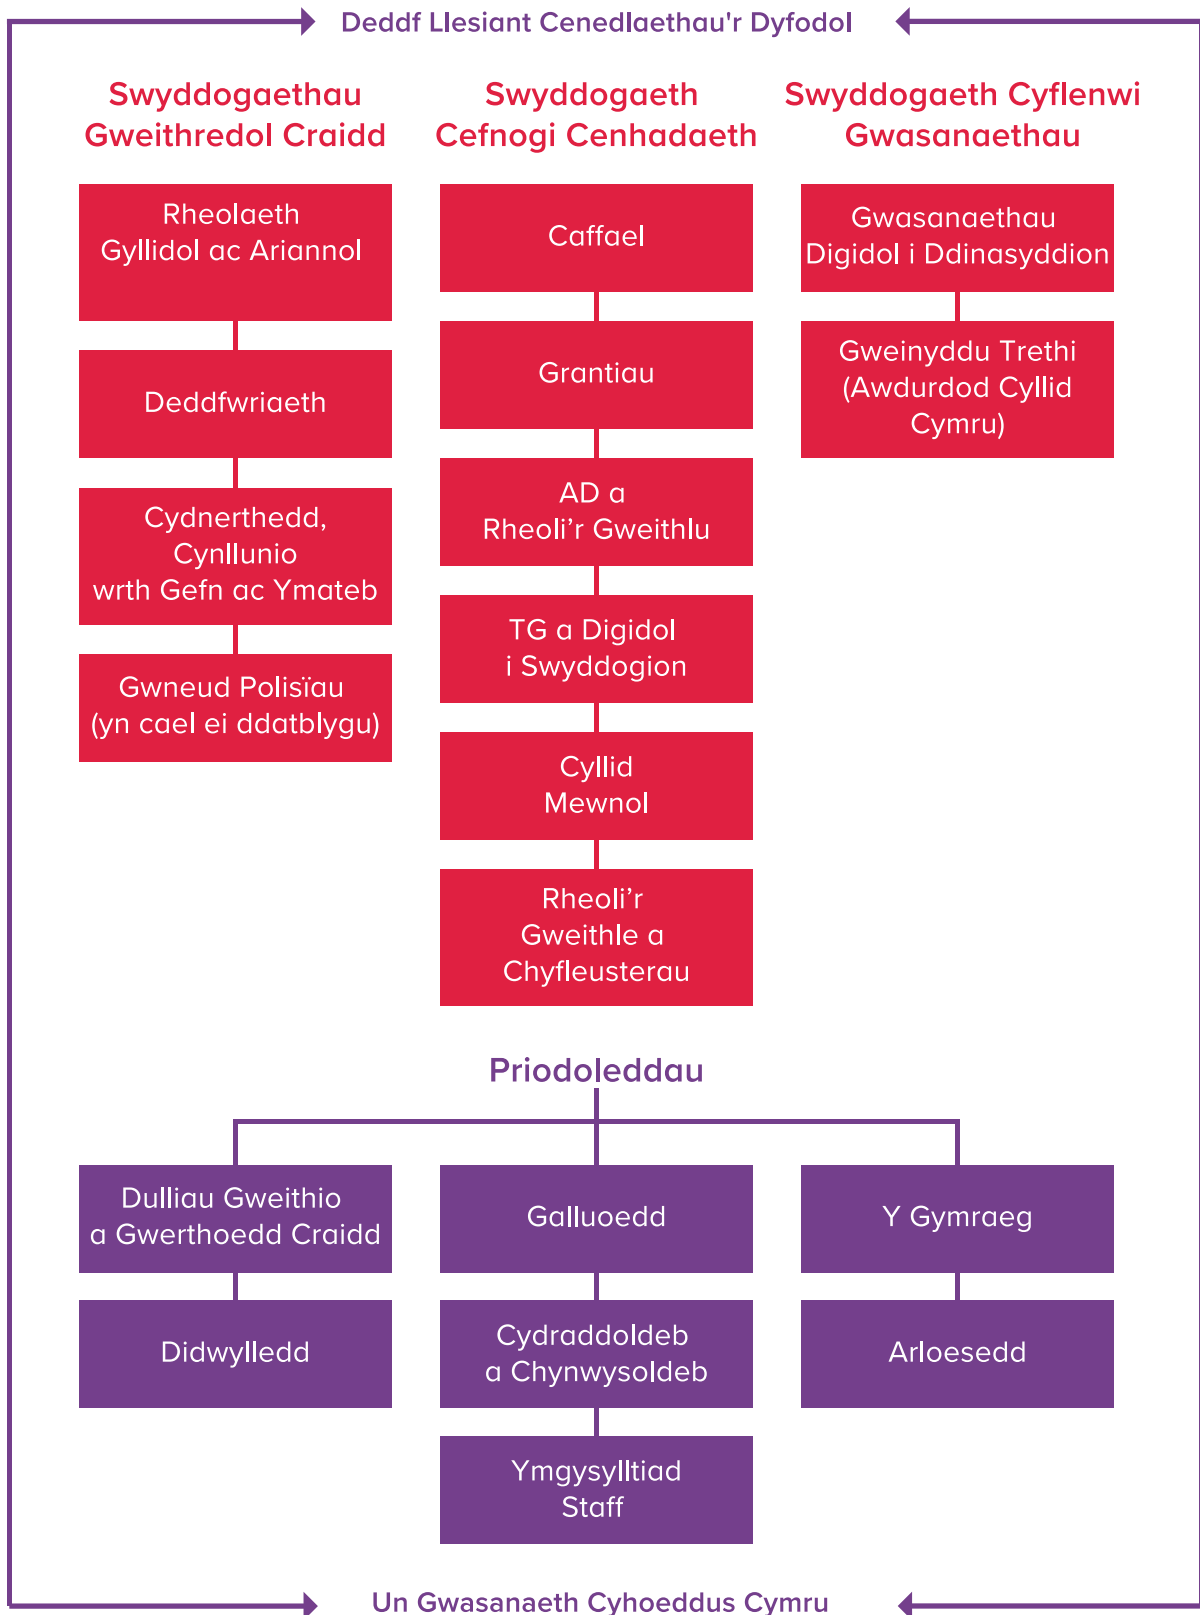 Deddf Llesiant Cenedlaethau'r Dyfodol
Swyddogaethau
Gweithredol Craidd
Rheolaeth
Gyllidol ac Ariannol
Deddfwriaeth
Cydnerthedd,
Cynllunio
wrth Gefn ac Ymateb
Gwneud Polisïau
(yn cael ei ddatblygu)
Swyddogaeth
Cefnogi Cenhadaeth
Caffael
Grantiau
AD a
Rheoli’r Gweithlu
TG a Digidol
i Swyddogion
Cyllid
Mewnol
Rheoli’r
Gweithle a
Chyfleusterau
Swyddogaeth Cyflenwi
Gwasanaethau
Gwasanaethau
Digidol i Ddinasyddion
Gweinyddu Trethi
(Awdurdod Cyllid
Cymru)
Priodoleddau
Dulliau Gweithio
a Gwerthoedd Craidd
Didwylledd
Galluoedd
Cydraddoldeb
a Chynwysoldeb
Ymgysylltiad
Staff
Y Gymraeg
Arloesedd
Un Gwasanaeth Cyhoeddus Cymru